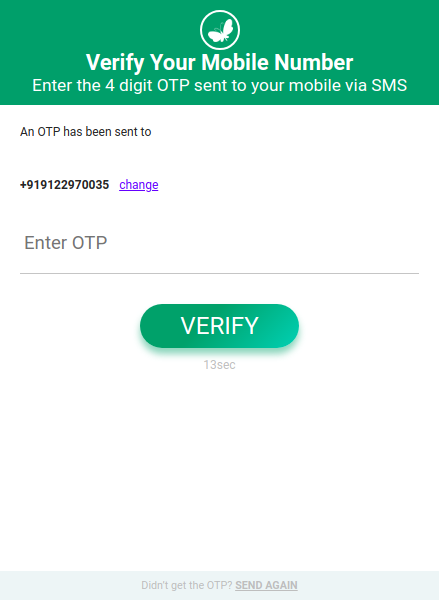 Verify Your Mobile Number
Enter the 4 digit OTP sent to your mobile via SMS
An OTP has been sent to
+919122970035 change
Enter OTP
VERIFY
13sec
Didn't get the OTP? SEND AGAIN